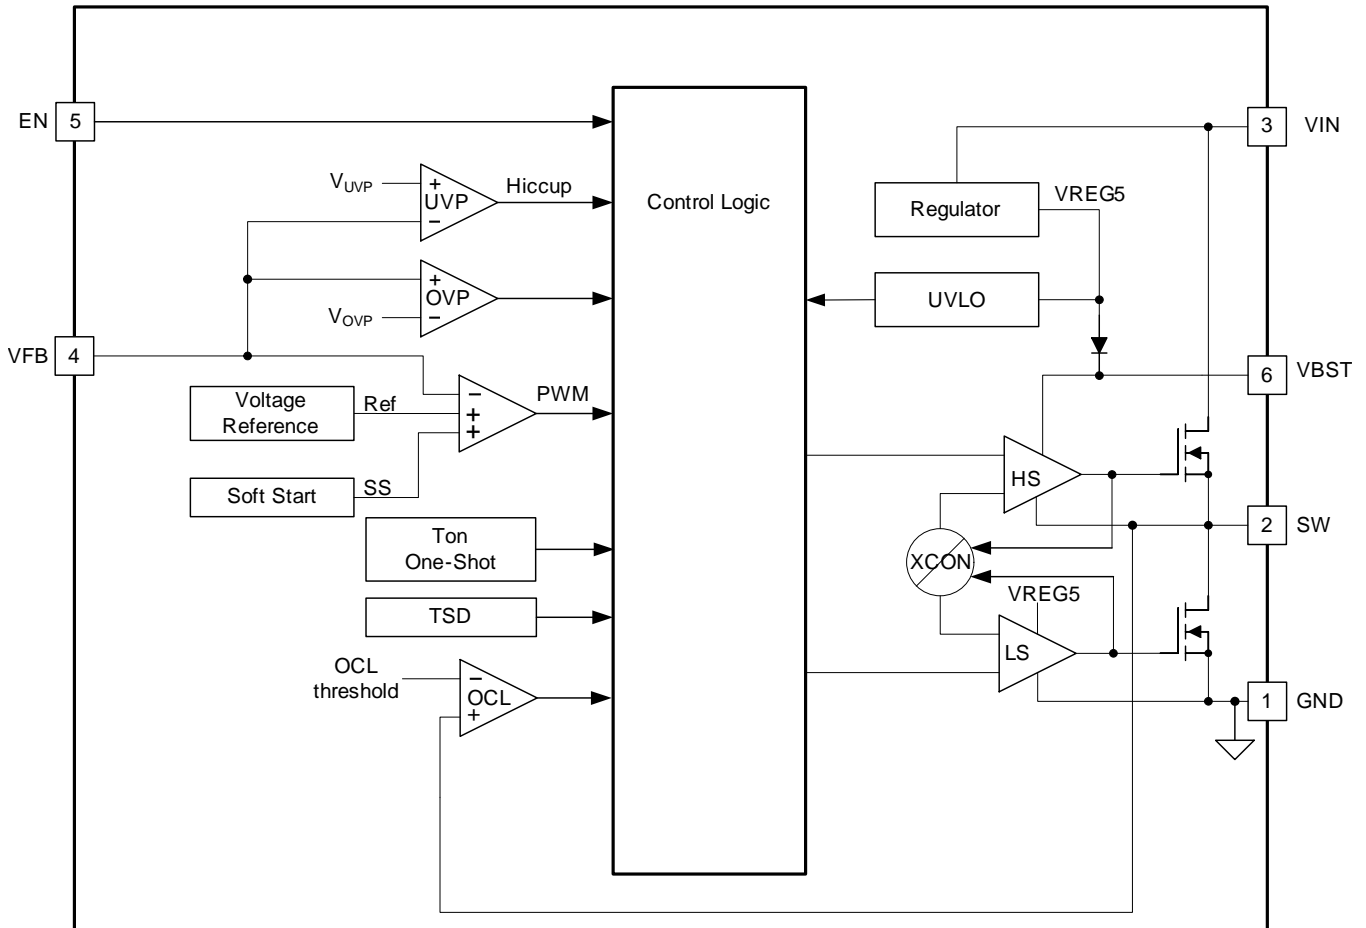 EN
5
VUVP
+
UVP
−
Hiccup
+
OVP
−
VOVP
VFB
4
Voltage
Reference
Ref
−
+
+
PWM
Soft Start
SS
Ton
One-Shot
TSD
OCL
threshold
−
OCL
+
Control Logic
3
VIN
Regulator
VREG5
UVLO
6
VBST
HS
2
SW
XCON
VREG5
LS
1
GND